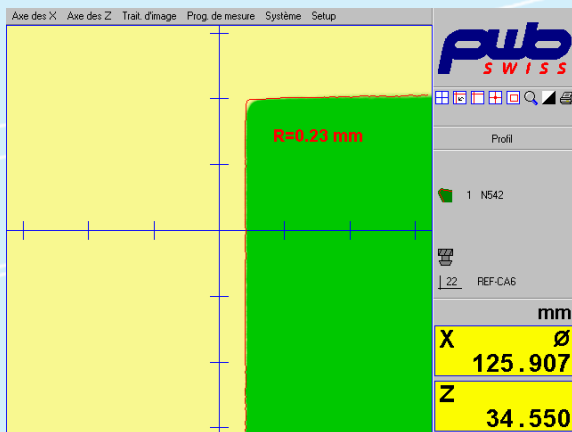 Axe des X Axe des Z Trait. d'image Prog. de mesure Système Setup
pwb
SWISS
R=0.23 mm
Profil
1 N542
22 REF-CA6
mm
X Ø
125.907
Z
34.550